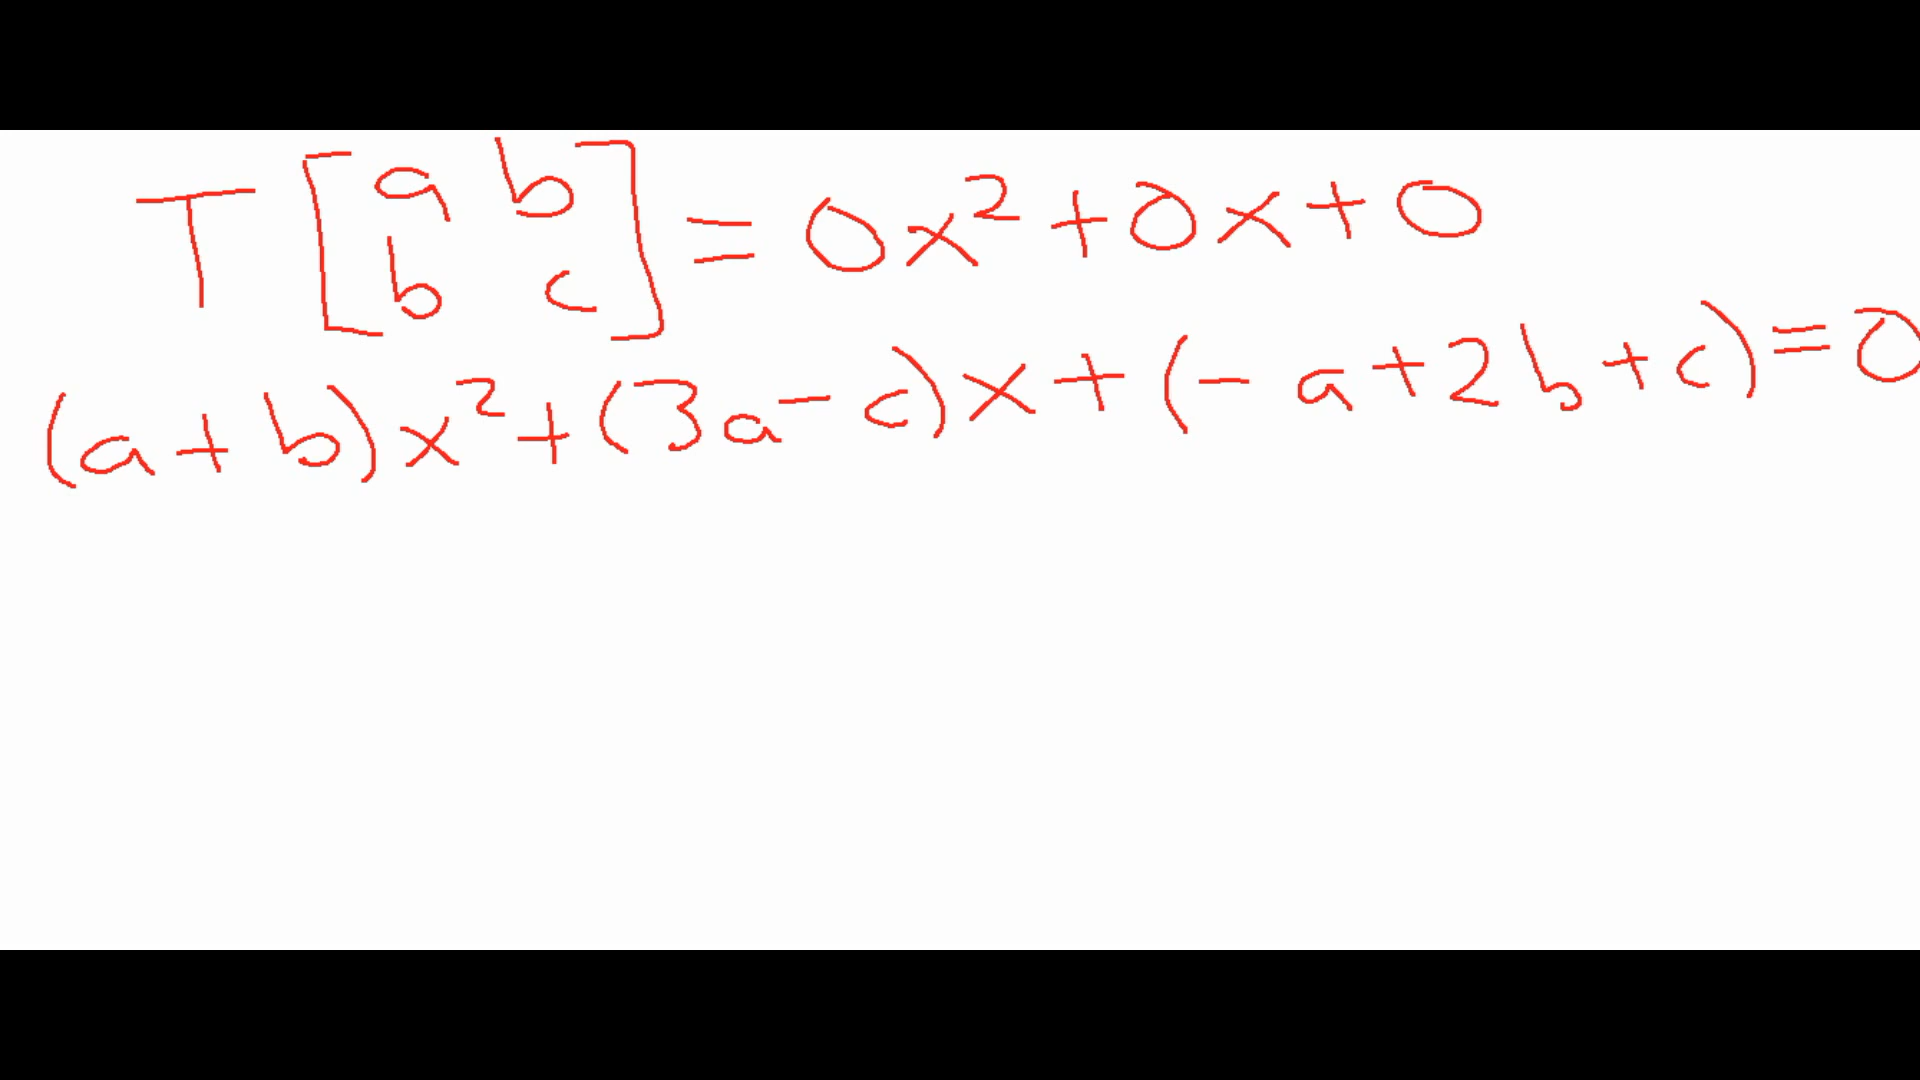 T [a b; b c] = 0x² + 0x + 0
(a + b)x² + (3a - c)x + (- a + 2b + c) = 0